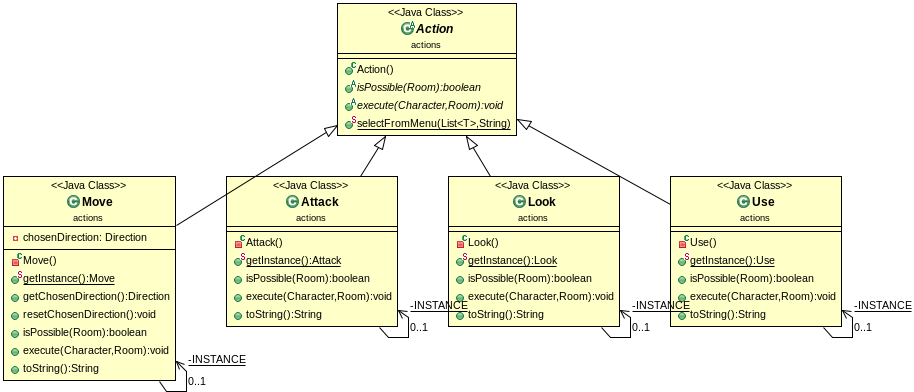 <<Java Class>>
Action
actions
Action()
isPossible(Room):boolean
execute(Character,Room):void
selectFromMenu(List<T>,String)
<<Java Class>>
Move
actions
chosenDirection: Direction
Move()
getInstance():Move
getChosenDirection():Direction
resetChosenDirection():void
isPossible(Room):boolean
execute(Character,Room):void
toString():String
-INSTANCE
0..1
<<Java Class>>
Attack
actions
Attack()
getInstance():Attack
isPossible(Room):boolean
execute(Character,Room):void
toString():String
-INSTANCE
0..1
<<Java Class>>
Look
actions
Look()
getInstance():Look
isPossible(Room):boolean
execute(Character,Room):void
toString():String
-INSTANCE
0..1
<<Java Class>>
Use
actions
Use()
getInstance():Use
isPossible(Room):boolean
execute(Character,Room):void
toString():String
-INSTANCE
0..1